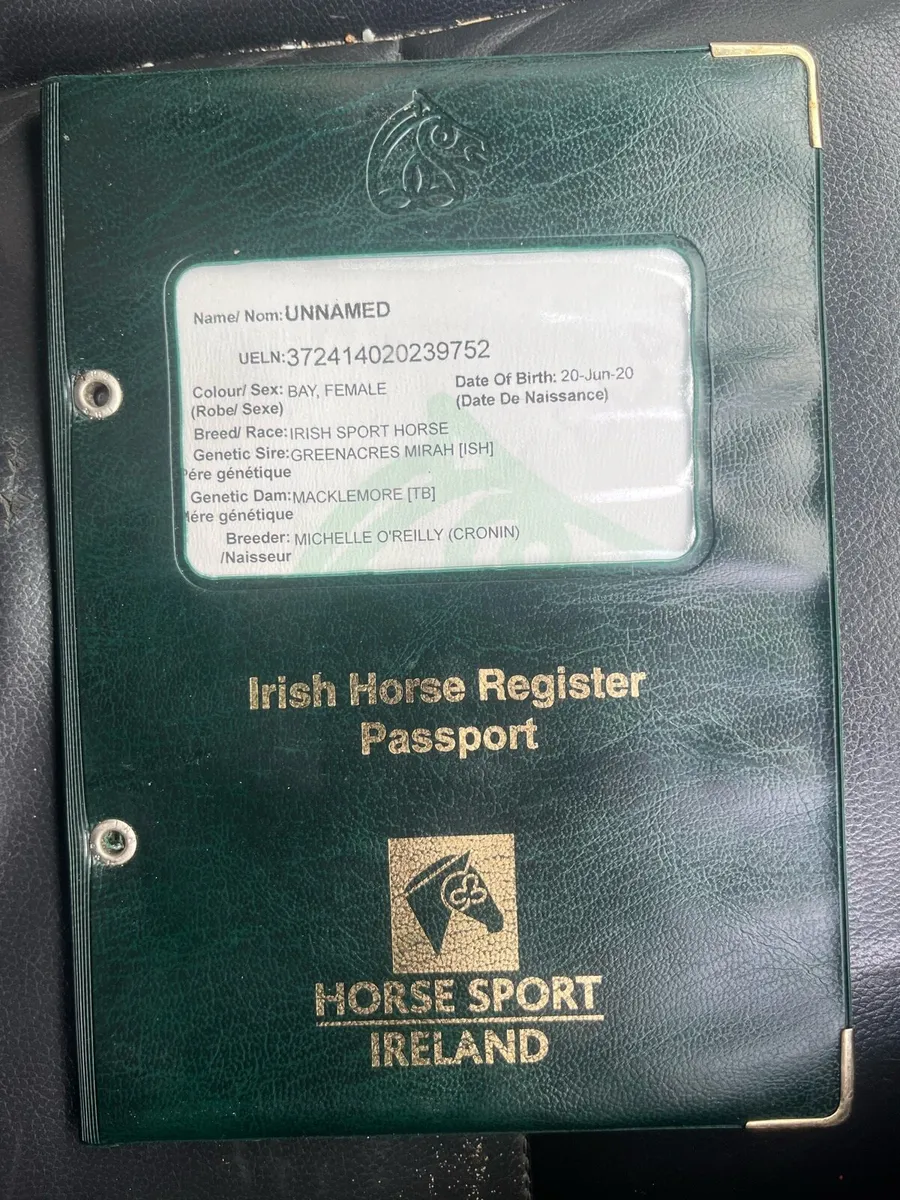 Name/ Nom: UNNAMED
UELN: 372414020239752
Colour/ Sex: BAY, FEMALE
(Robe/ Sexe)
Date Of Birth: 20-Jun-20
(Date De Naissance)
Breed/ Race: IRISH SPORT HORSE
Genetic Sire: GREENACRES MIRAH [ISH]
ére génétique
Genetic Dam: MACKLEMORE [TB]
ére génétique
Breeder: MICHELLE O'REILLY (CRONIN)
/Naisseur
Irish Horse Register
Passport
HORSE SPORT
IRELAND